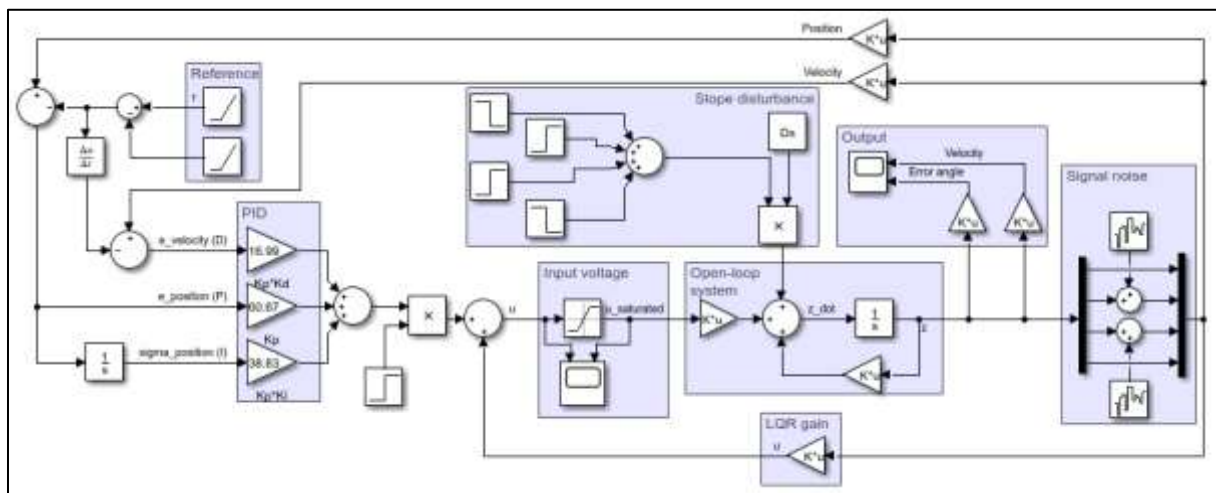 Position
K*u
Velocity
K*u
Reference
r
Slope disturbance
Ds
Output
Velocity
Error angle
K*u
K*u
Signal noise
Δu
Δt
PID
e_velocity (D)
16.99
Kp*Kd
e_position (P)
60.67
Kp
sigma_position (I)
38.83
Kp*Ki
1
s
×
×
u
Input voltage
u_saturated
Open-loop
system
K*u
z_dot
1
s
z
K*u
LQR gain
u
K*u